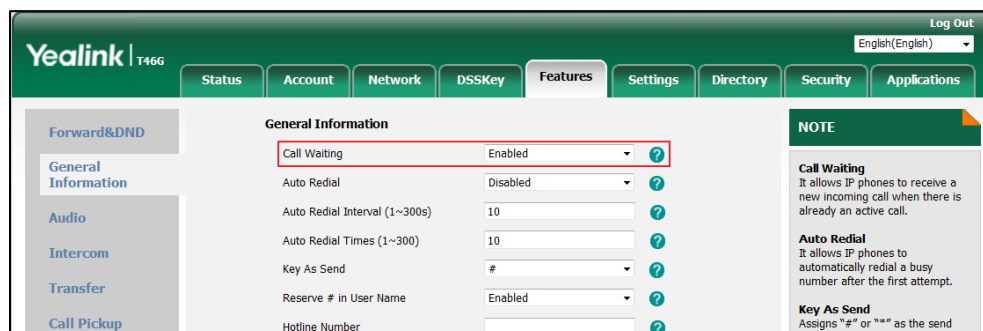 Log Out
English(English)
Yealink | T46G
Status Account Network DSSKey Features Settings Directory Security Applications
Forward&DND
General
Information
Audio
Intercom
Transfer
Call Pickup
General Information
Call Waiting Enabled ?
Auto Redial Disabled ?
Auto Redial Interval (1~300s) 10 ?
Auto Redial Times (1~300) 10 ?
Key As Send # ?
Reserve # in User Name Enabled ?
Hotline Number ?
NOTE
Call Waiting
It allows IP phones to receive a
new incoming call when there is
already an active call.
Auto Redial
It allows IP phones to
automatically redial a busy
number after the first attempt.
Key As Send
Assigns "#" or "*" as the send